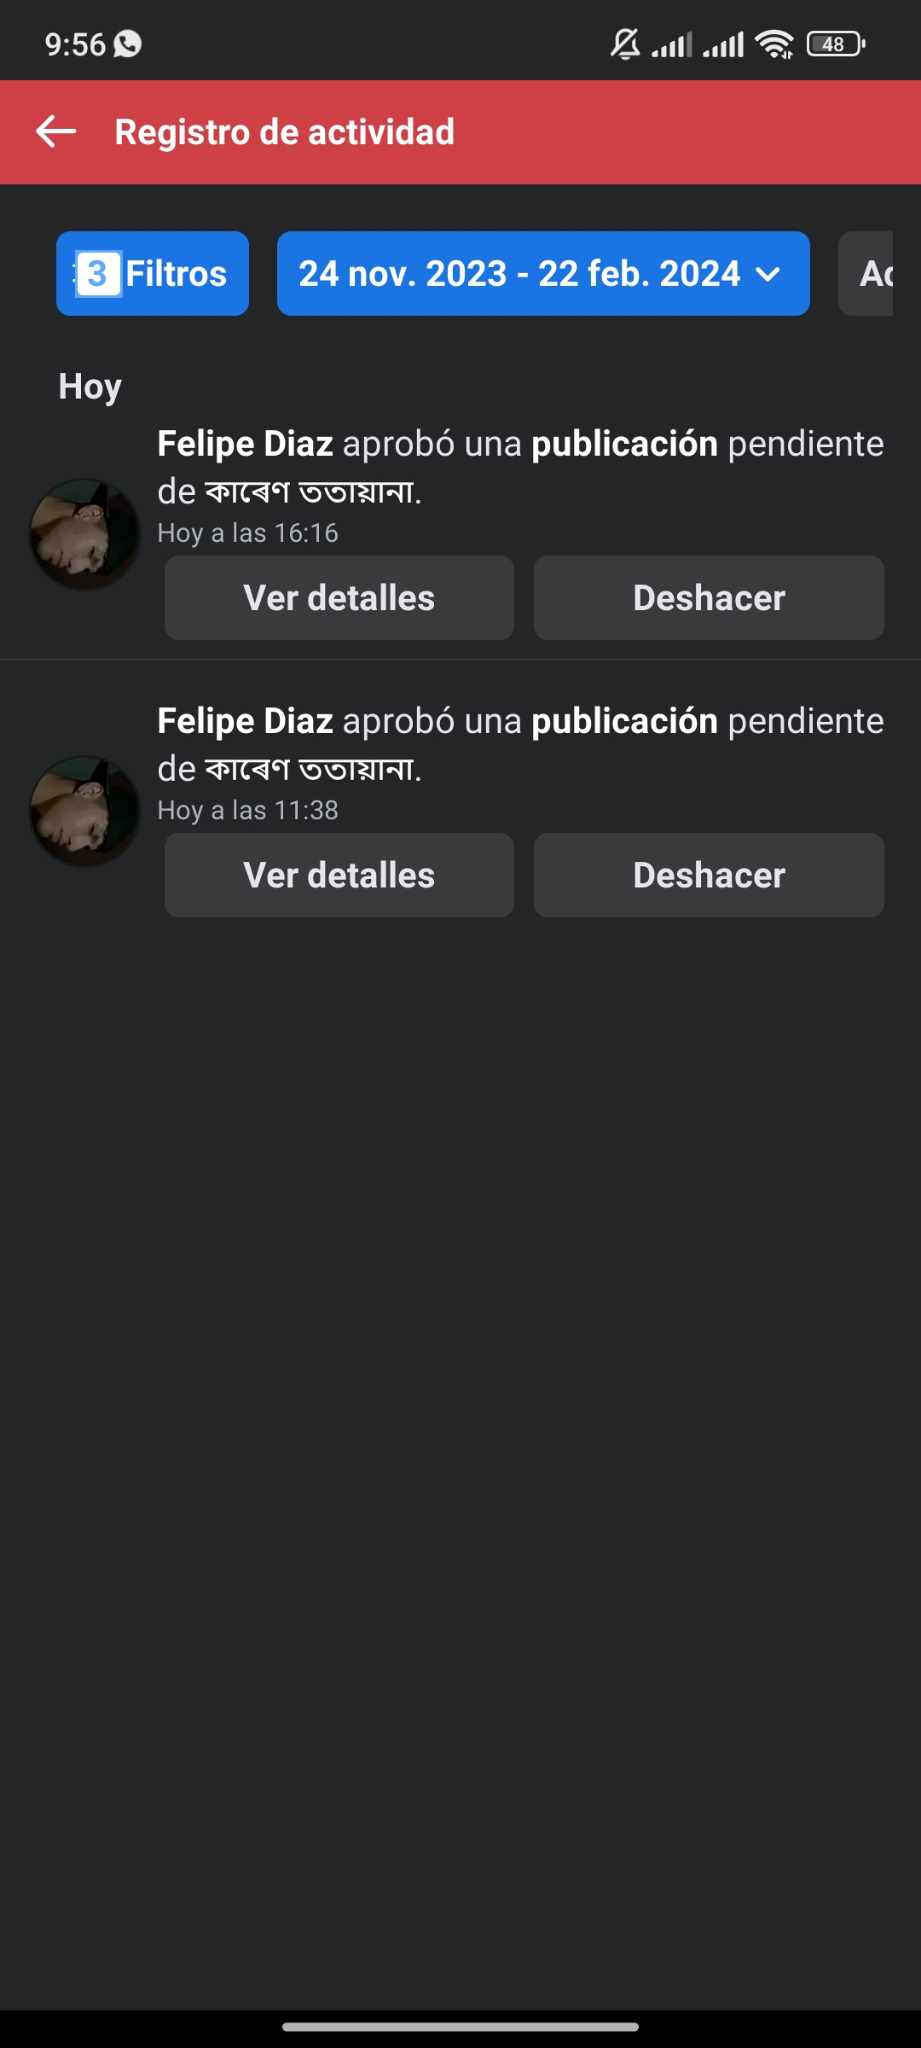 9:56
48
Registro de actividad
3 Filtros
24 nov. 2023 - 22 feb. 2024
Hoy
Felipe Diaz aprobó una publicación pendiente
de কাৰেণ ততায়ানা.
Hoy a las 16:16
Ver detalles
Deshacer
Felipe Diaz aprobó una publicación pendiente
de কাৰেণ ততায়ানা.
Hoy a las 11:38
Ver detalles
Deshacer